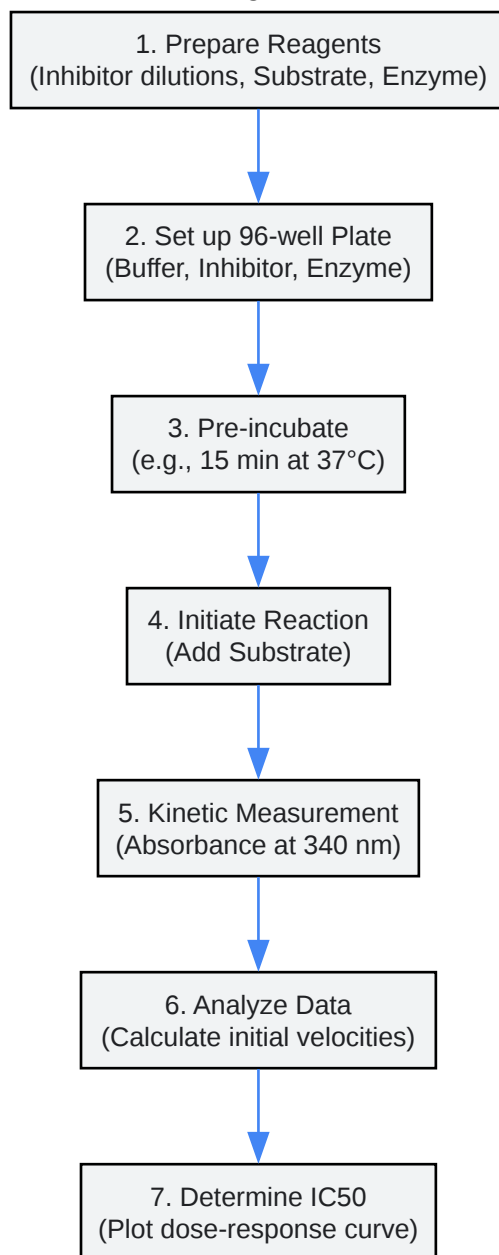 1. Prepare Reagents
(Inhibitor dilutions, Substrate, Enzyme)
2. Set up 96-well Plate
(Buffer, Inhibitor, Enzyme)
3. Pre-incubate
(e.g., 15 min at 37°C)
4. Initiate Reaction
(Add Substrate)
5. Kinetic Measurement
(Absorbance at 340 nm)
6. Analyze Data
(Calculate initial velocities)
7. Determine IC50
(Plot dose-response curve)